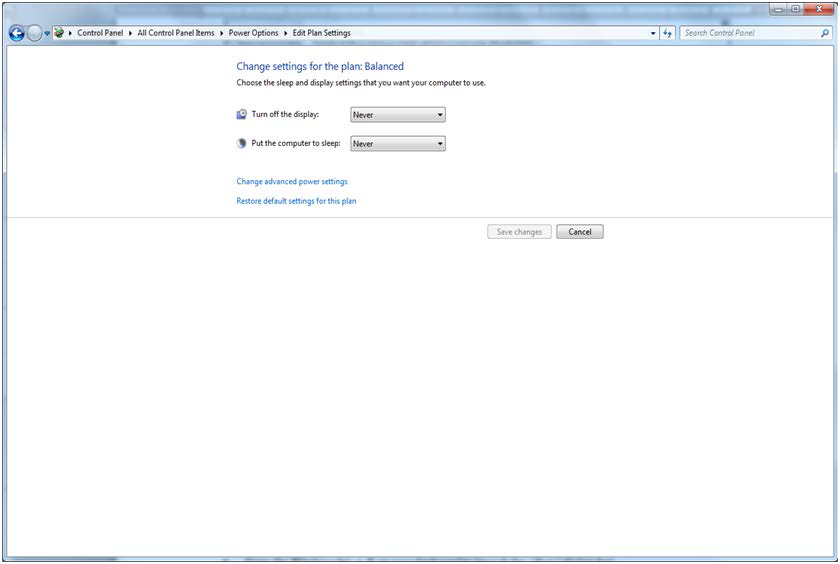 Control Panel ▸ All Control Panel Items ▸ Power Options ▸ Edit Plan Settings
Search Control Panel
Change settings for the plan: Balanced
Choose the sleep and display settings that you want your computer to use.
Turn off the display: Never
Put the computer to sleep: Never
Change advanced power settings
Restore default settings for this plan
Save changes Cancel